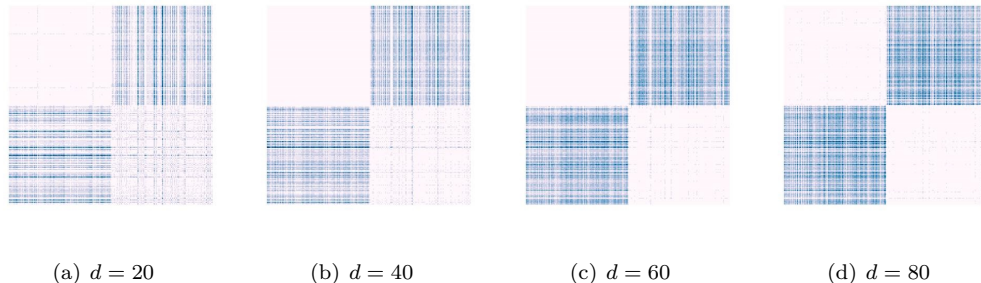 (a) d = 20 (b) d = 40 (c) d = 60 (d) d = 80